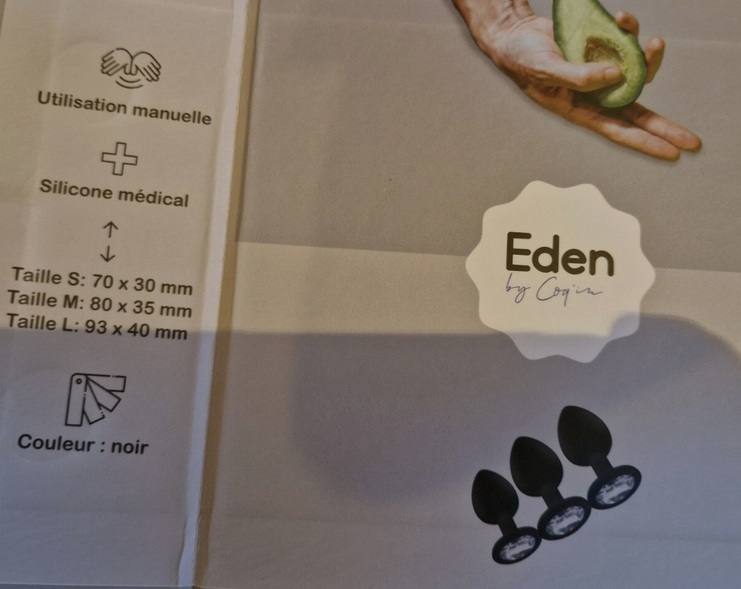 Utilisation manuelle
Silicone médical
Taille S: 70 x 30 mm
Taille M: 80 x 35 mm
Taille L: 93 x 40 mm
Couleur : noir
Eden
by Coq'in